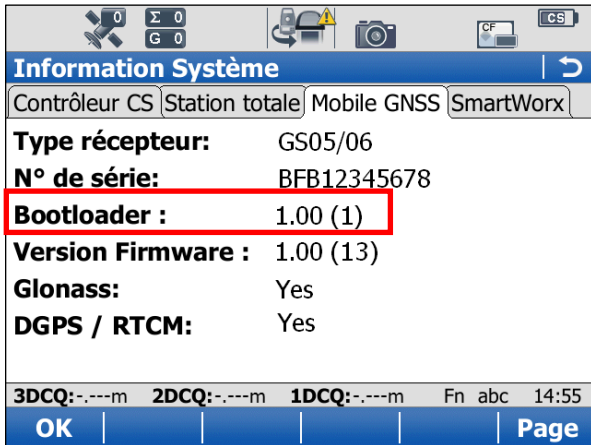 0 Σ 0 CS
G 0 CF
Information Système
Contrôleur CS Station totale Mobile GNSS SmartWorx
Type récepteur: GS05/06
N° de série: BFB12345678
Bootloader : 1.00 (1)
Version Firmware : 1.00 (13)
Glonass: Yes
DGPS / RTCM: Yes
3DCQ:-.---m 2DCQ:-.---m 1DCQ:-.---m Fn abc 14:55
OK Page